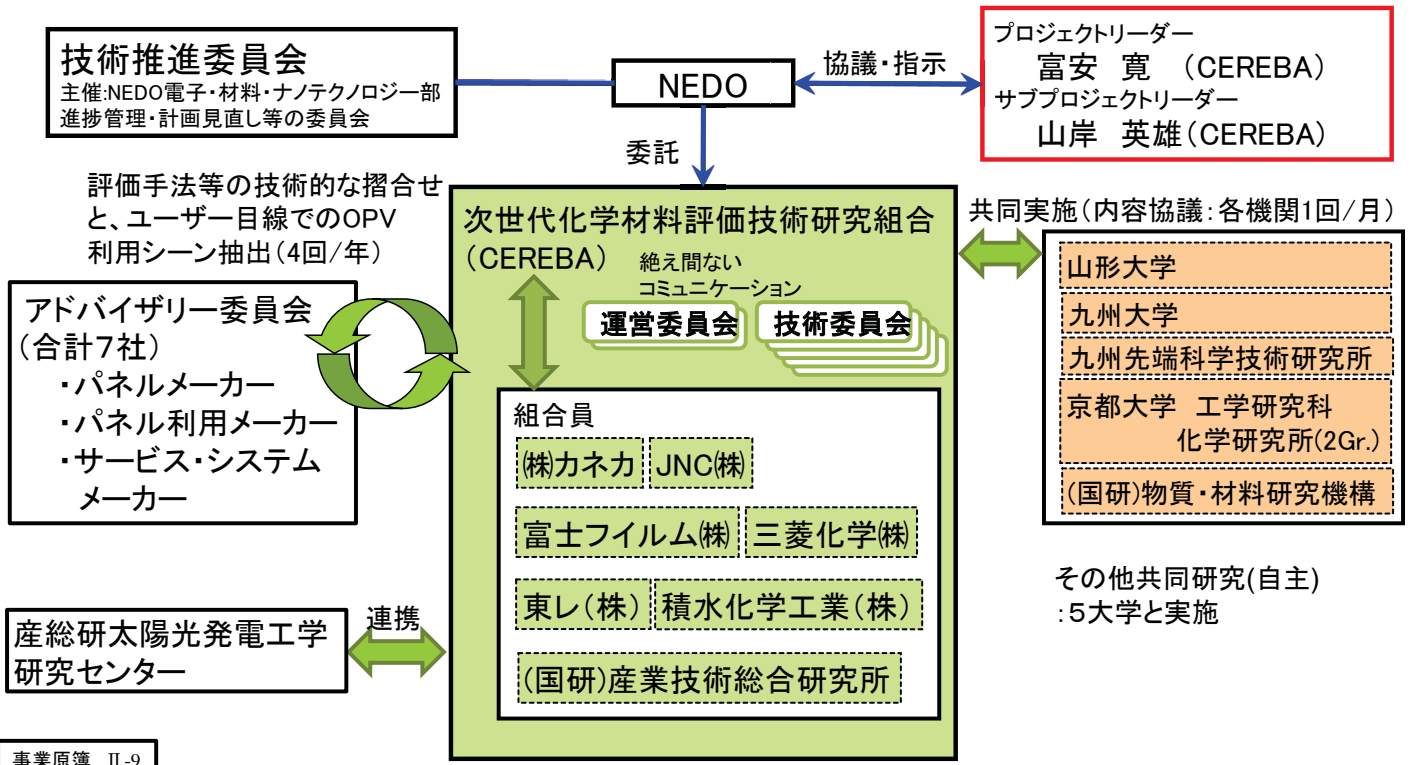 技術推進委員会
主催:NEDO電子・材料・ナノテクノロジー部
進捗管理・計画見直し等の委員会
NEDO
協議・指示
プロジェクトリーダー
富安 寛 (CEREBA)
サブプロジェクトリーダー
山岸 英雄(CEREBA)
委託
評価手法等の技術的な摺合せ
と、ユーザー目線でのOPV
利用シーン抽出(4回/年)
アドバイザリー委員会
(合計7社)
・パネルメーカー
・パネル利用メーカー
・サービス・システム
メーカー
産総研太陽光発電工学
研究センター
連携
次世代化学材料評価技術研究組合
(CEREBA)
絶え間ない
コミュニケーション
運営委員会 技術委員会
組合員
㈱カネカ JNC㈱
富士フイルム㈱ 三菱化学㈱
東レ(株) 積水化学工業(株)
(国研)産業技術総合研究所
共同実施(内容協議:各機関1回/月)
山形大学
九州大学
九州先端科学技術研究所
京都大学 工学研究科
化学研究所(2Gr.)
(国研)物質・材料研究機構
その他共同研究(自主)
:5大学と実施
事業原簿 Ⅱ-9